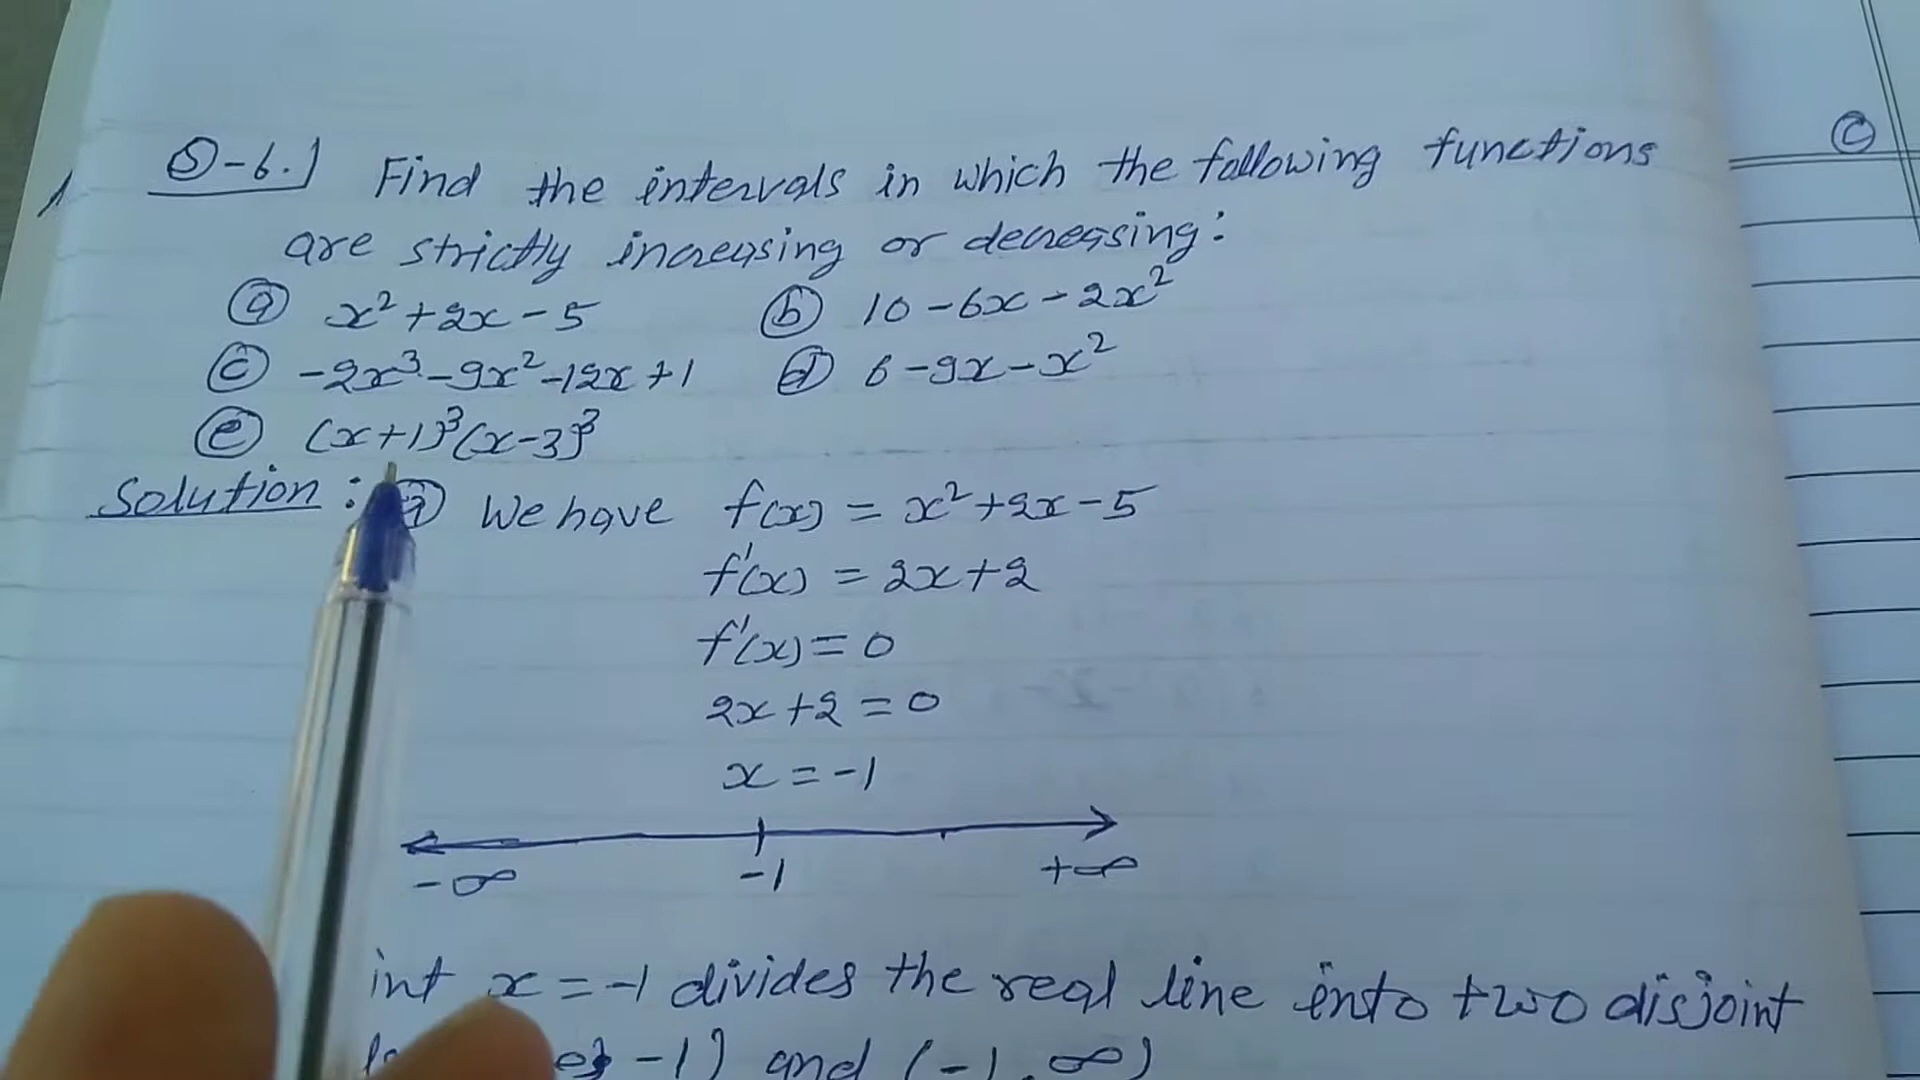 Q-6.) Find the intervals in which the following functions
are strictly increasing or decreasing:
(a) x²+2x-5 (b) 10-6x-2x²
(c) -2x³-9x²-12x+1 (d) 6-9x-x²
(e) (x+1)³(x-3)³
Solution: (a) We have f(x) = x²+2x-5
f'(x) = 2x+2
f'(x)=0
2x+2=0
x=-1
-∞ -1 +∞
int x=-1 divides the real line into two disjoint
-1) and (-1, ∞)
(c)